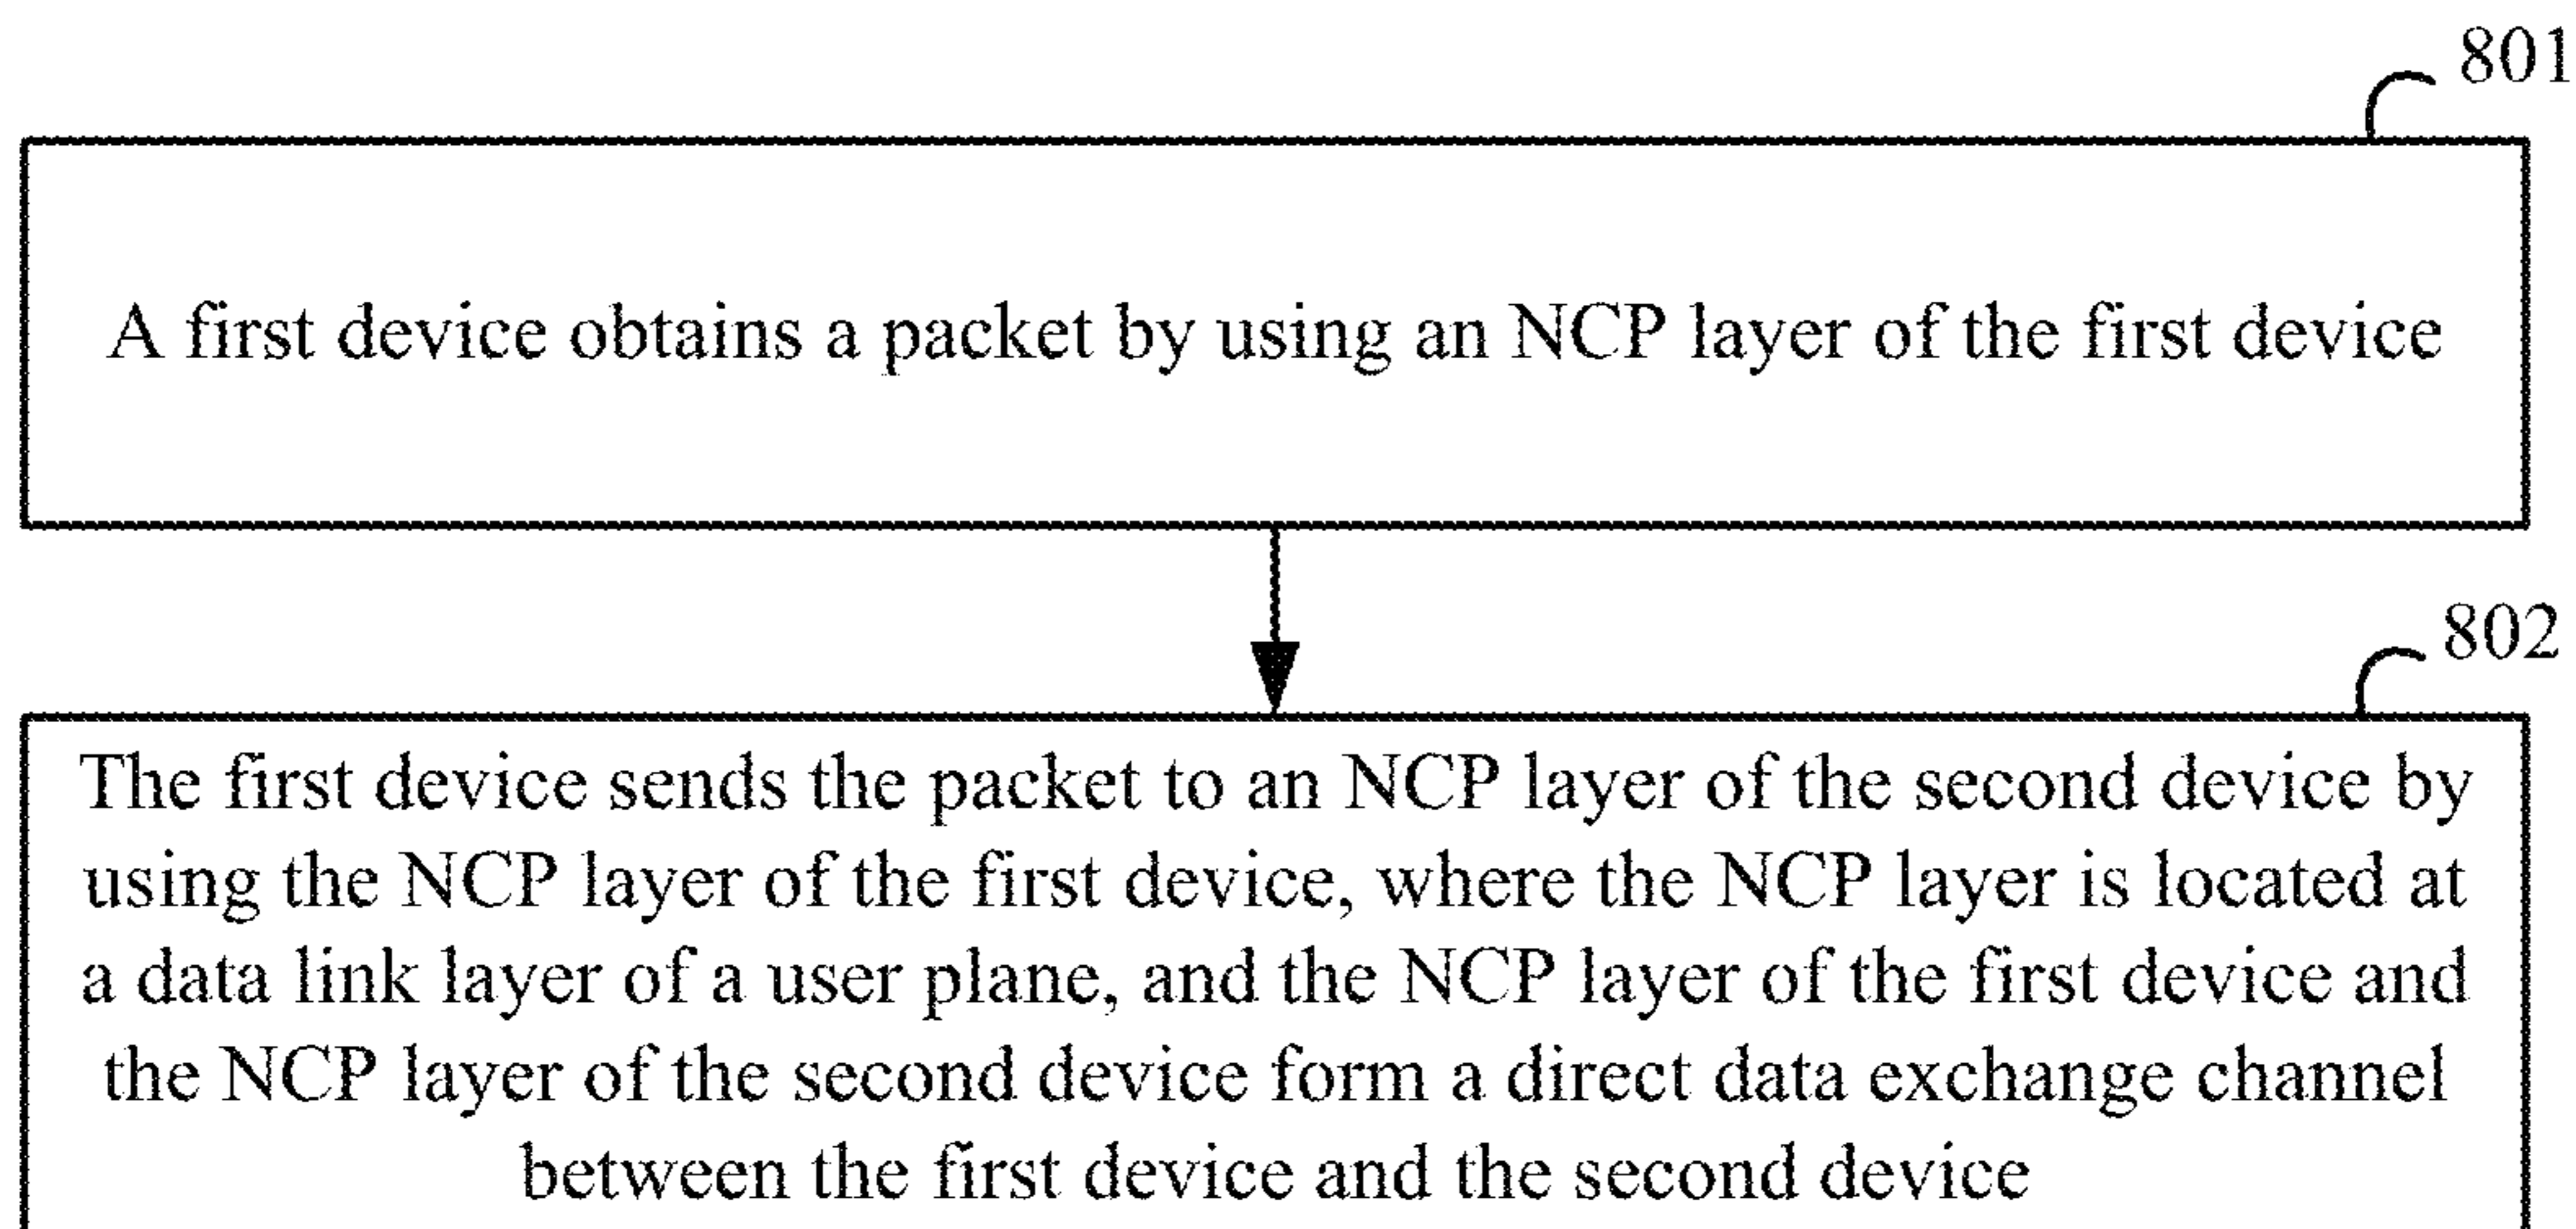 801
A first device obtains a packet by using an NCP layer of the first device
802
The first device sends the packet to an NCP layer of the second device by
using the NCP layer of the first device, where the NCP layer is located at
a data link layer of a user plane, and the NCP layer of the first device and
the NCP layer of the second device form a direct data exchange channel
between the first device and the second device